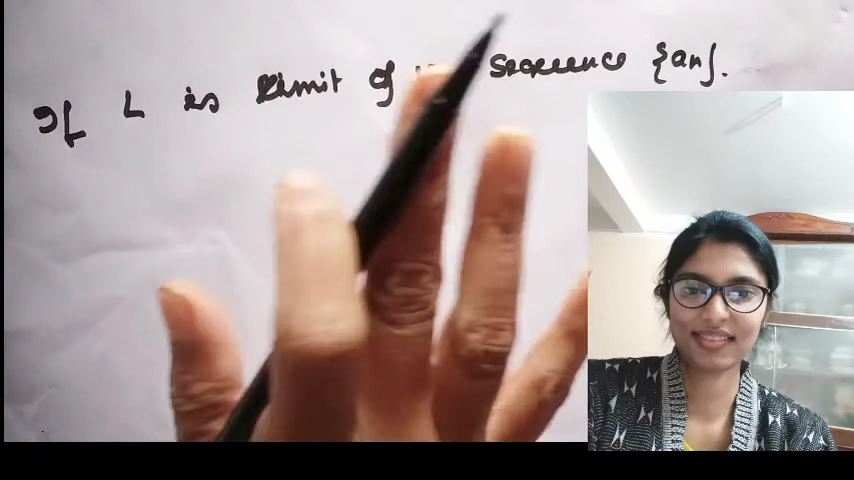 If L is limit of sequence {an}.